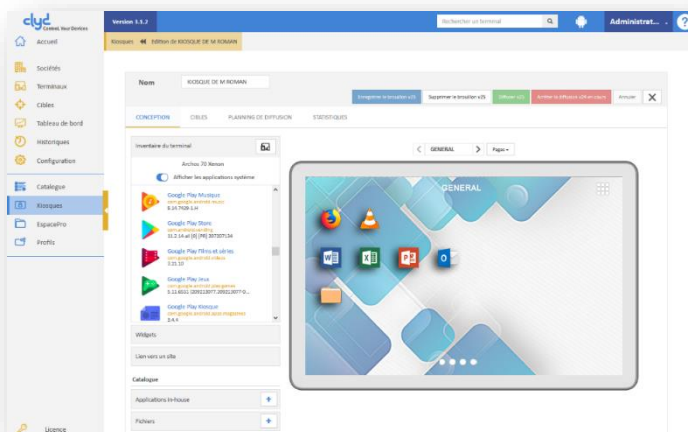 clyd
Control, Your Devices
Version 3.3.2
Rechercher un terminal
Administrat...
?
Accueil
Kiosques
Edition de KIOSQUE DE M ROMAN
Sociétés
Terminaux
Cibles
Tableau de bord
Historiques
Configuration
Catalogue
Kiosques
EspacePro
Profils
Licence
Nom
KIOSQUE DE M ROMAN
Supprimer le brouillon v25
Annuler
X
CONCEPTION
CIBLES
PLANNING DE DIFFUSION
STATISTIQUES
Inventaire du terminal
Archos 70 Xenon
Afficher les applications système
Google Play Musique
Google Play Store
Google Play Films et séries
Google Play Jeux
Google Play Kiosque
Widgets
Lien vers un site
Catalogue
Applications In-house
+
Fichiers
+
GENERAL
Pages
GENERAL